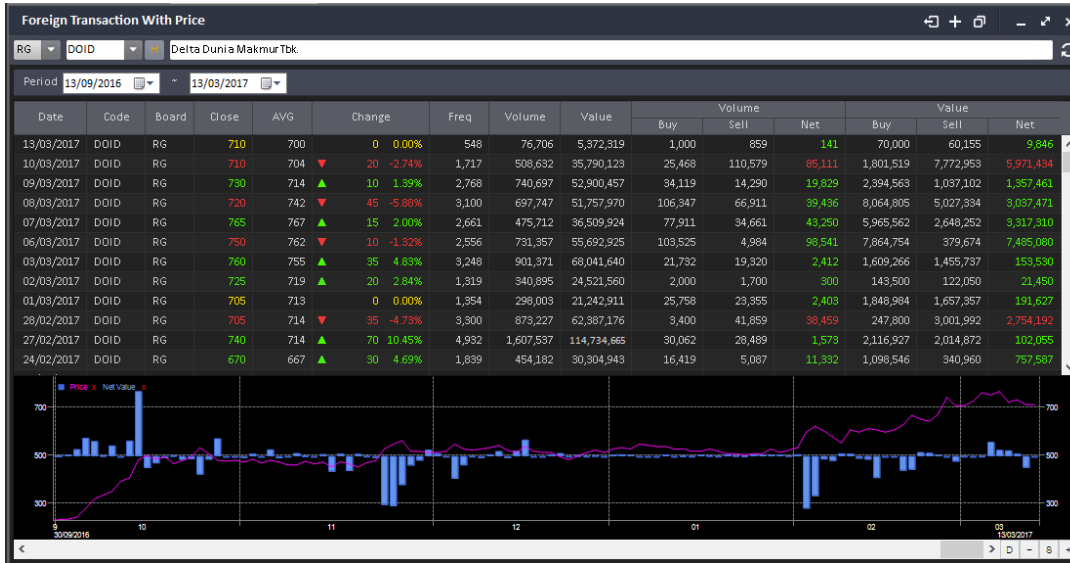 Foreign Transaction With Price
RG DOID H Delta Dunia Makmur Tbk.
Period 13/09/2016 ~ 13/03/2017
Date Code Board Close AVG Change Freq Volume Value Volume Value
Buy Sell Net Buy Sell Net
13/03/2017 DOID RG 710 700 0 0.00% 548 76,706 5,372,319 1,000 859 141 70,000 60,155 9,846
10/03/2017 DOID RG 710 704 ▼ 20 -2.74% 1,717 508,632 35,790,123 25,468 110,579 85,111 1,801,519 7,772,953 5,971,434
09/03/2017 DOID RG 730 714 ▲ 10 1.39% 2,768 740,697 52,900,457 34,119 14,290 19,829 2,394,563 1,037,102 1,357,461
08/03/2017 DOID RG 720 742 ▼ 45 -5.88% 3,100 697,747 51,757,970 106,347 66,911 39,436 8,064,805 5,027,334 3,037,471
07/03/2017 DOID RG 765 767 ▲ 15 2.00% 2,661 475,712 36,509,924 77,911 34,661 43,250 5,965,562 2,648,252 3,317,310
06/03/2017 DOID RG 750 762 ▼ 10 -1.32% 2,556 731,357 55,692,925 103,525 4,984 98,541 7,864,754 379,674 7,485,080
03/03/2017 DOID RG 760 755 ▲ 35 4.83% 3,248 901,371 68,041,640 21,732 19,320 2,412 1,609,266 1,455,737 153,530
02/03/2017 DOID RG 725 719 ▲ 20 2.84% 1,319 340,895 24,521,560 2,000 1,700 300 143,500 122,050 21,450
01/03/2017 DOID RG 705 713 0 0.00% 1,354 298,003 21,242,911 25,758 23,355 2,403 1,848,984 1,657,357 191,627
28/02/2017 DOID RG 705 714 ▼ 35 -4.73% 3,300 873,227 62,387,176 3,400 41,859 38,459 247,800 3,001,992 2,754,192
27/02/2017 DOID RG 740 714 ▲ 70 10.45% 4,932 1,607,537 114,734,665 30,062 28,489 1,573 2,116,927 2,014,872 102,055
24/02/2017 DOID RG 670 667 ▲ 30 4.69% 1,839 454,182 30,304,943 16,419 5,087 11,332 1,098,546 340,960 757,587
Price x Net Value x
700 700
500 500
300 300
9 10 11 12 01 02 03
30/09/2016 13/03/2017
D - S +